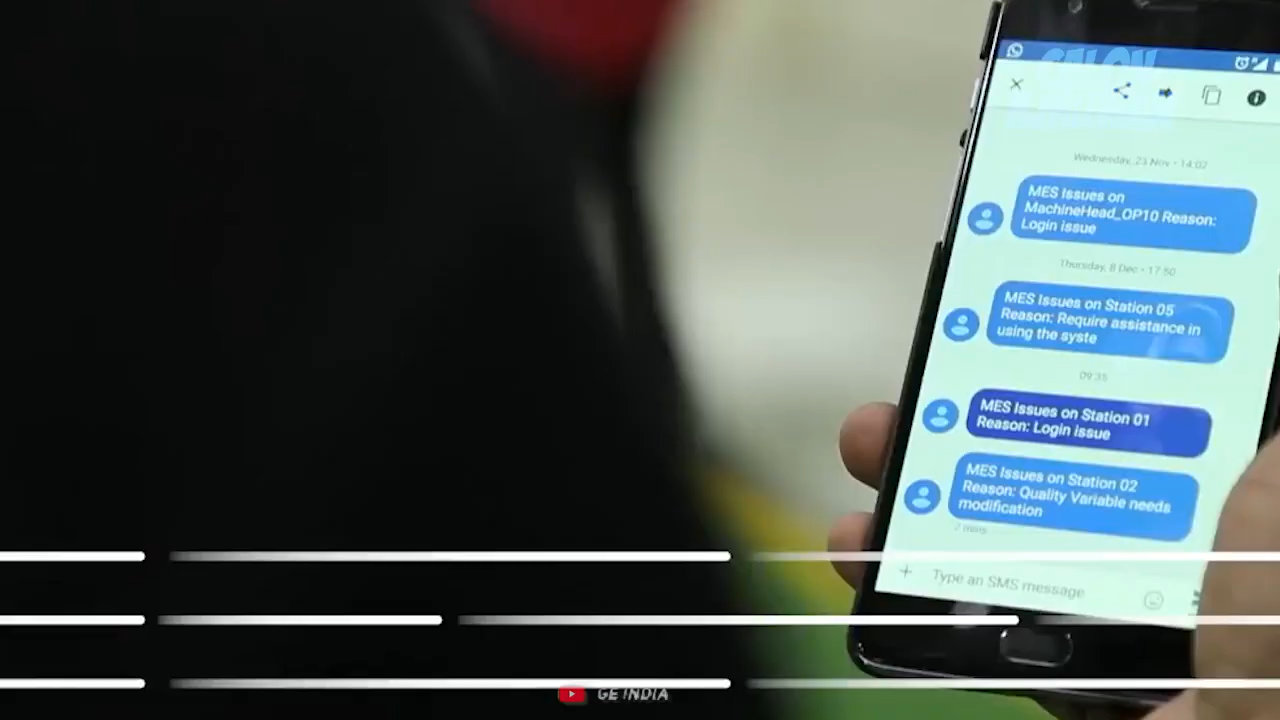 Wednesday, 23 Nov • 14:02
MES Issues on
MachineHead_OP10 Reason:
Login issue
Thursday, 8 Dec • 17:50
MES Issues on Station 05
Reason: Require assistance in
using the syste
09:35
MES Issues on Station 01
Reason: Login issue
MES Issues on Station 02
Reason: Quality Variable needs
modification
2 mins
Type an SMS message
GE INDIA